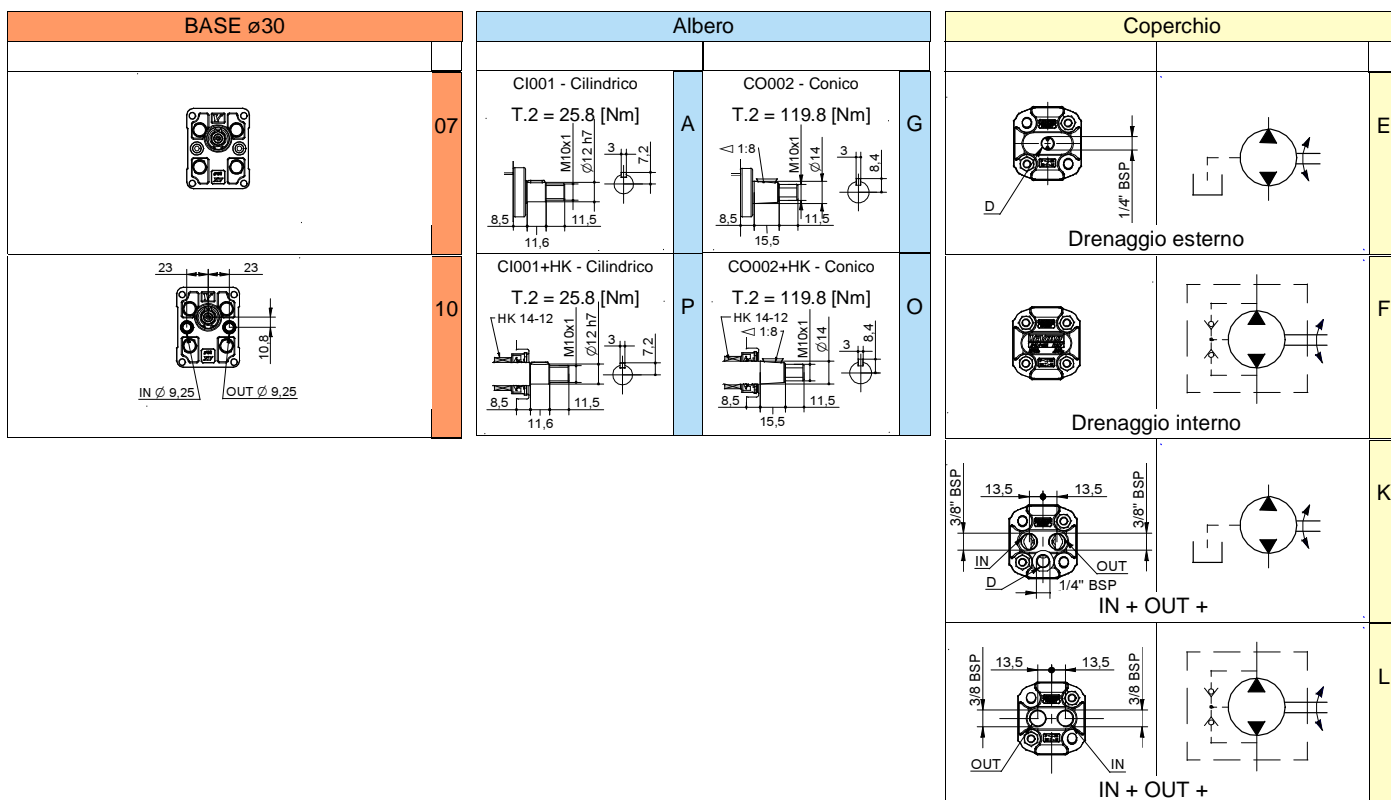 BASE ø30
07
23 23
10,8
IN Ø 9,25 OUT Ø 9,25
10
Albero
CI001 - Cilindrico
T.2 = 25.8 [Nm]
M10x1
Ø12 h7
3
7,2
8,5
11,6
11,5
A
CO002 - Conico
T.2 = 119.8 [Nm]
1:8
M10x1
Ø14
3
8,4
8,5
15,5
11,5
G
CI001+HK - Cilindrico
T.2 = 25.8 [Nm]
HK 14-12
M10x1
Ø12 h7
3
7,2
8,5
11,6
11,5
P
CO002+HK - Conico
T.2 = 119.8 [Nm]
HK 14-12
1:8
M10x1
Ø14
3
8,4
8,5
15,5
11,5
O
Coperchio
D
1/4" BSP
Drenaggio esterno
E
Drenaggio interno
F
3/8" BSP
13,5 13,5
3/8" BSP
IN
OUT
D
1/4" BSP
IN + OUT +
K
3/8 BSP
13,5 13,5
3/8 BSP
OUT
IN
IN + OUT +
L